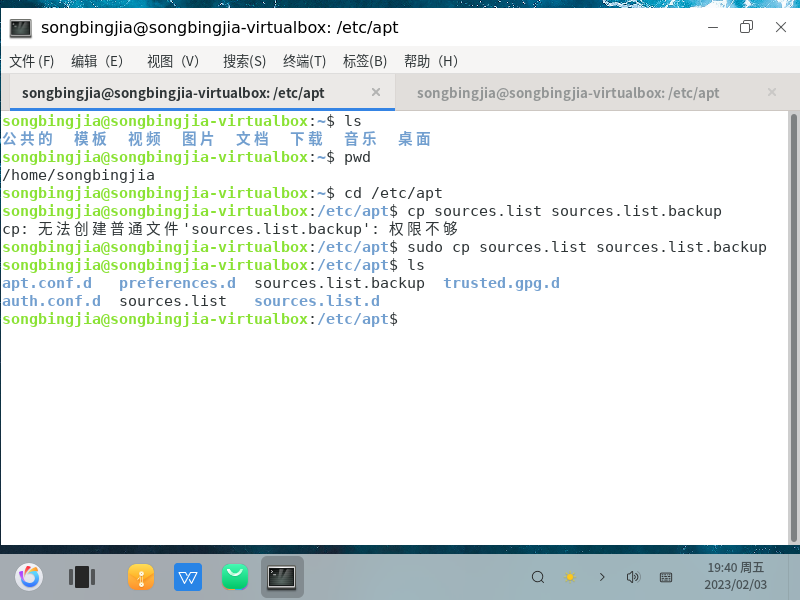 songbingjia@songbingjia-virtualbox: /etc/apt
文件 (F) 编辑（E） 视图（V） 搜索(S) 终端(T) 标签(B) 帮助（H）
songbingjia@songbingjia-virtualbox: /etc/apt songbingjia@songbingjia-virtualbox: /etc/apt
songbingjia@songbingjia-virtualbox:~$ ls
公共的 模板 视频 图片 文档 下载 音乐 桌面
songbingjia@songbingjia-virtualbox:~$ pwd
/home/songbingjia
songbingjia@songbingjia-virtualbox:~$ cd /etc/apt
songbingjia@songbingjia-virtualbox:/etc/apt$ cp sources.list sources.list.backup
cp: 无法创建普通文件'sources.list.backup': 权限不够
songbingjia@songbingjia-virtualbox:/etc/apt$ sudo cp sources.list sources.list.backup
songbingjia@songbingjia-virtualbox:/etc/apt$ ls
apt.conf.d preferences.d sources.list.backup trusted.gpg.d
auth.conf.d sources.list sources.list.d
songbingjia@songbingjia-virtualbox:/etc/apt$
19:40 周五
2023/02/03